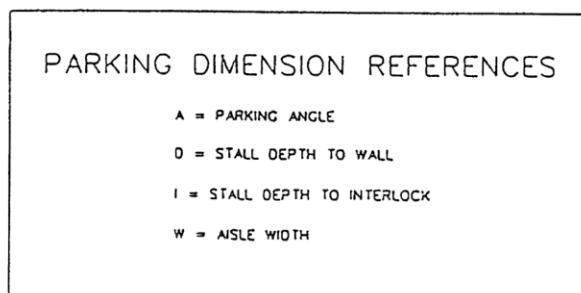 PARKING DIMENSION REFERENCES
A = PARKING ANGLE
D = STALL DEPTH TO WALL
I = STALL DEPTH TO INTERLOCK
W = AISLE WIDTH